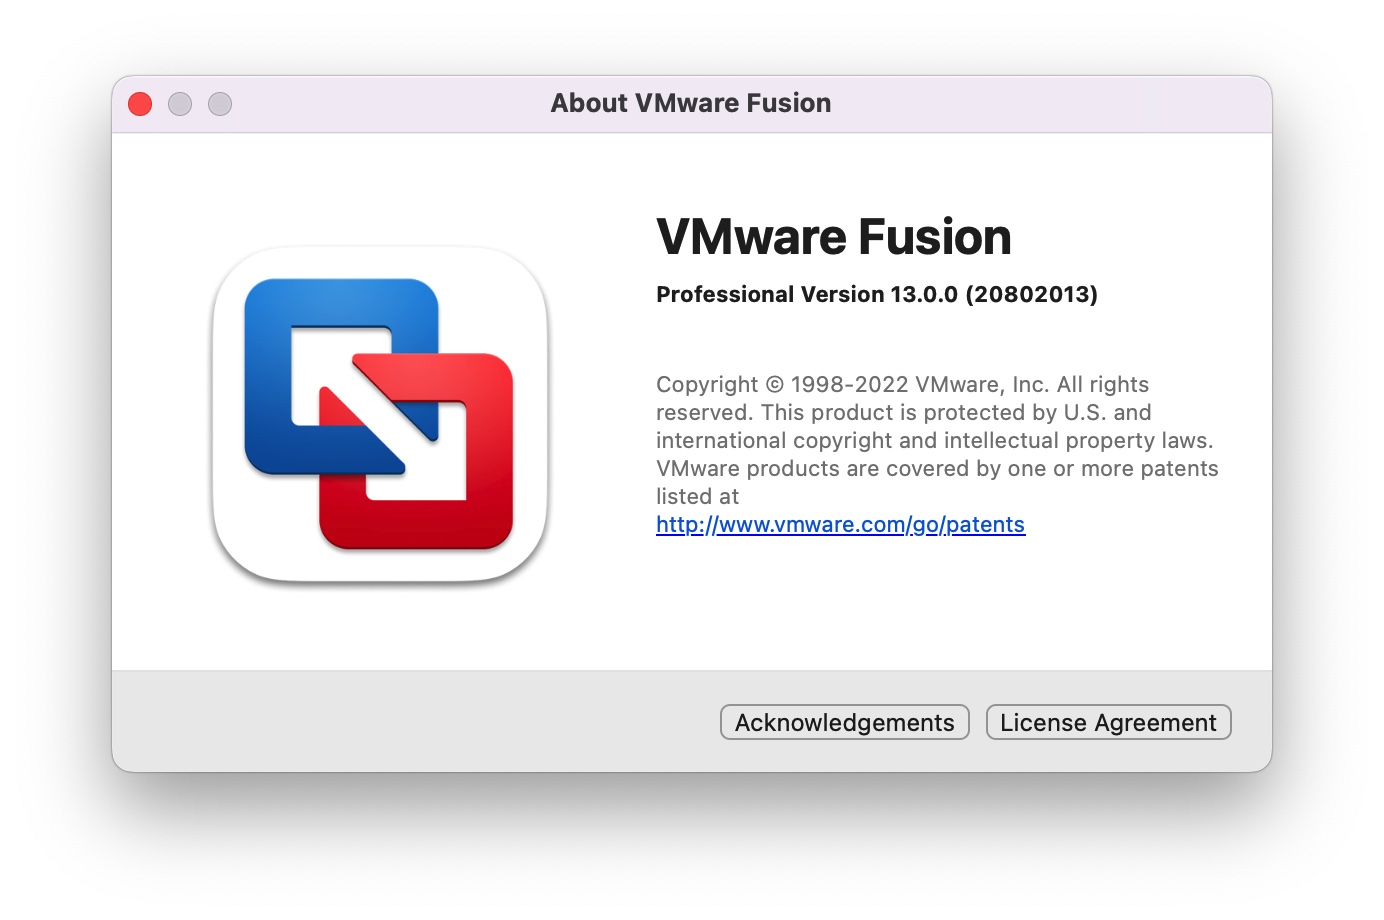 About VMware Fusion
VMware Fusion
Professional Version 13.0.0 (20802013)
Copyright © 1998-2022 VMware, Inc. All rights
reserved. This product is protected by U.S. and
international copyright and intellectual property laws.
VMware products are covered by one or more patents
listed at
http://www.vmware.com/go/patents
Acknowledgements
License Agreement